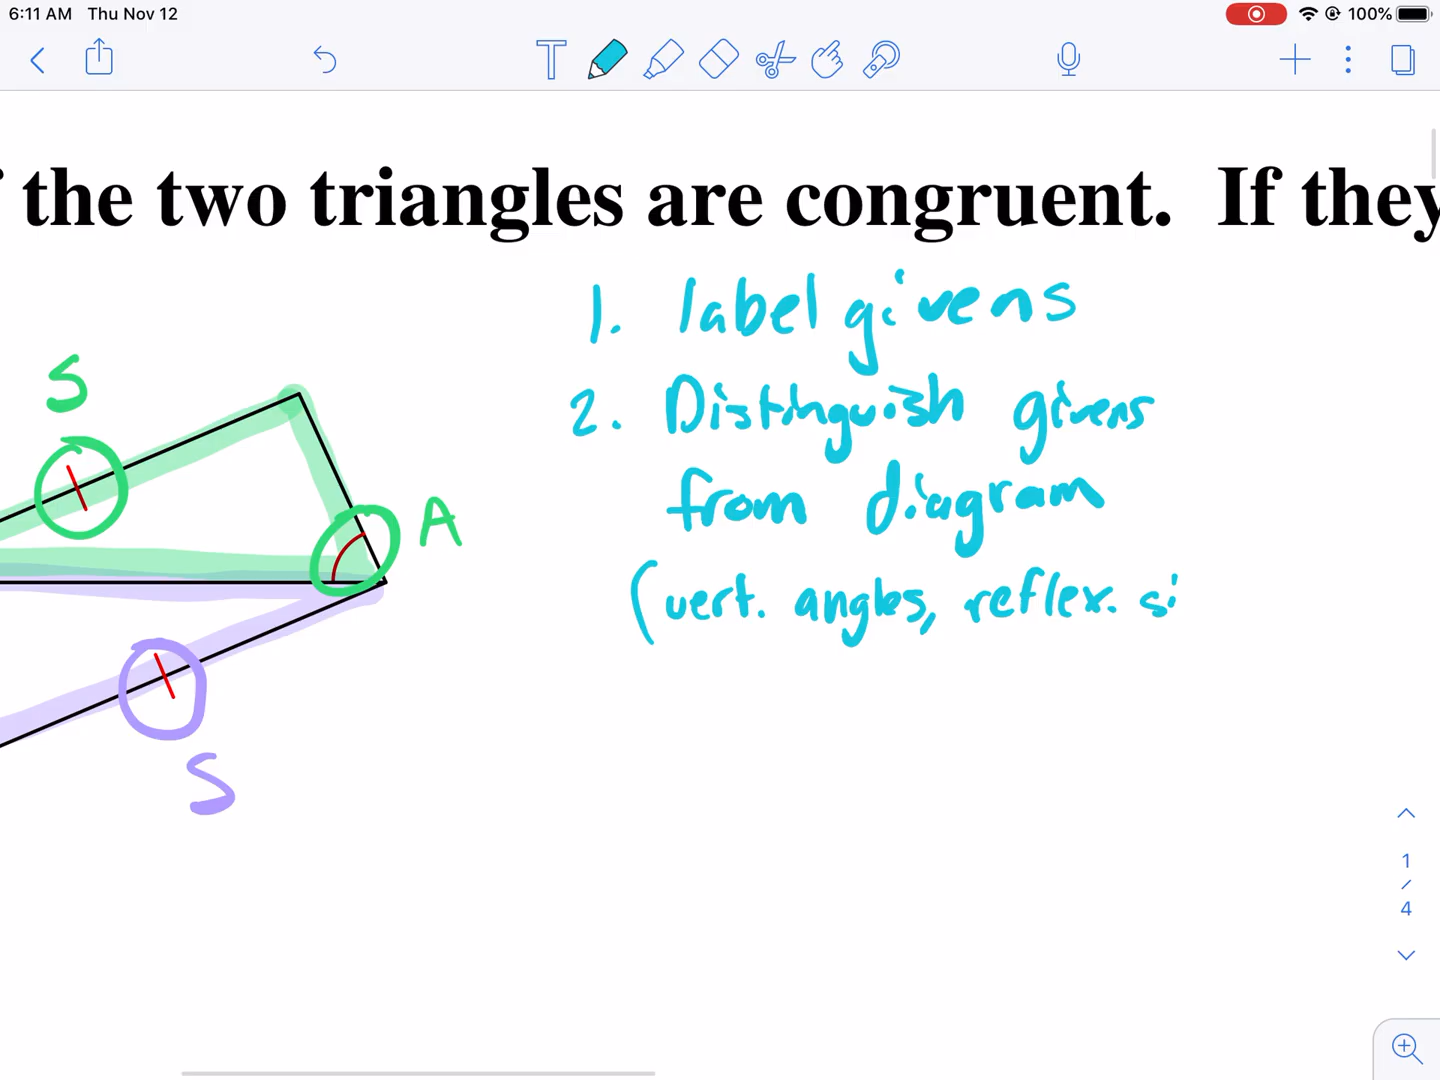 6:11 AM Thu Nov 12
100%
the two triangles are congruent. If they
1. label givens
2. Distinguish givens
from diagram
(vert. angles, reflex. si
S
A
S
1
/
4